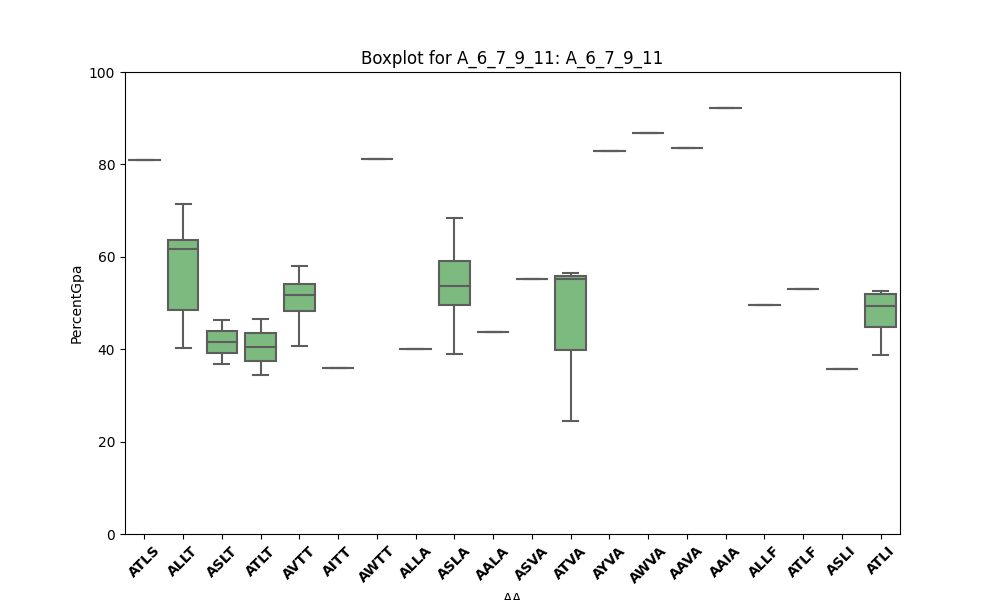 Boxplot for A_6_7_9_11: A_6_7_9_11
100
80
60
40
20
0
PercentGpa
ATLS ALLT ASLT ATLT AVTT AITT AWTT ALLA ASLA AALA ASVA ATVA AYVA AWVA AAVA AAIA ALLF ATLF ASLI ATLI
AA